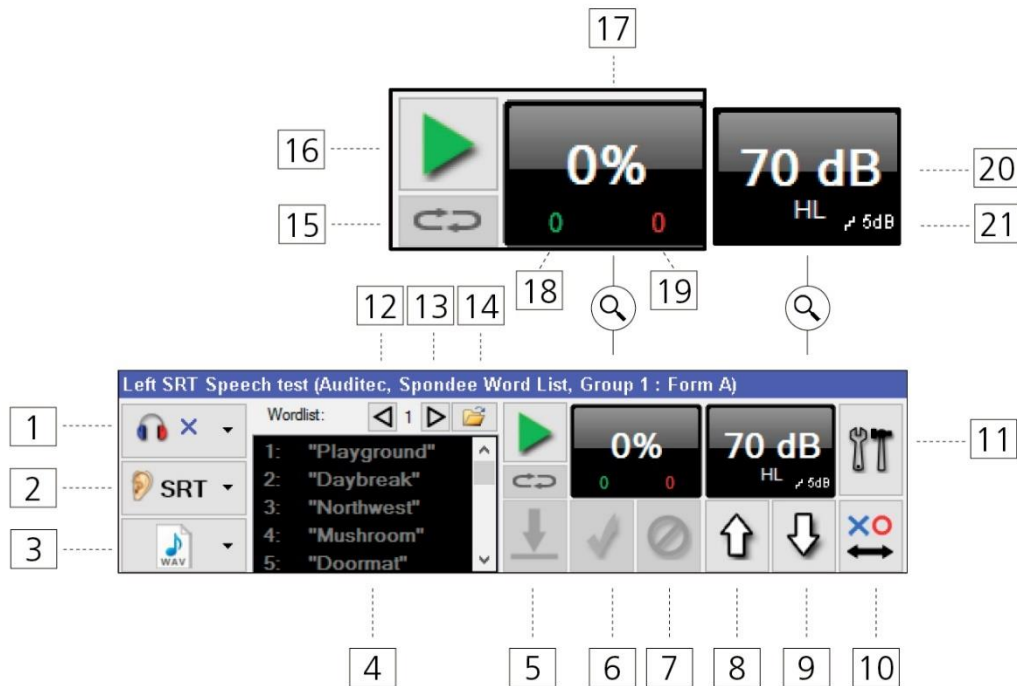 17
16
0%
70 dB
20
HL
5dB
21
15
0
0
18
19
12
13
14
Left SRT Speech test (Auditec, Spondee Word List, Group 1 : Form A)
1
Wordlist:
1
1: "Playground"
2: "Daybreak"
3: "Northwest"
4: "Mushroom"
5: "Doormat"
0%
0
0
70 dB
HL
5dB
11
2
SRT
3
WAV
4
5
6
7
8
9
10